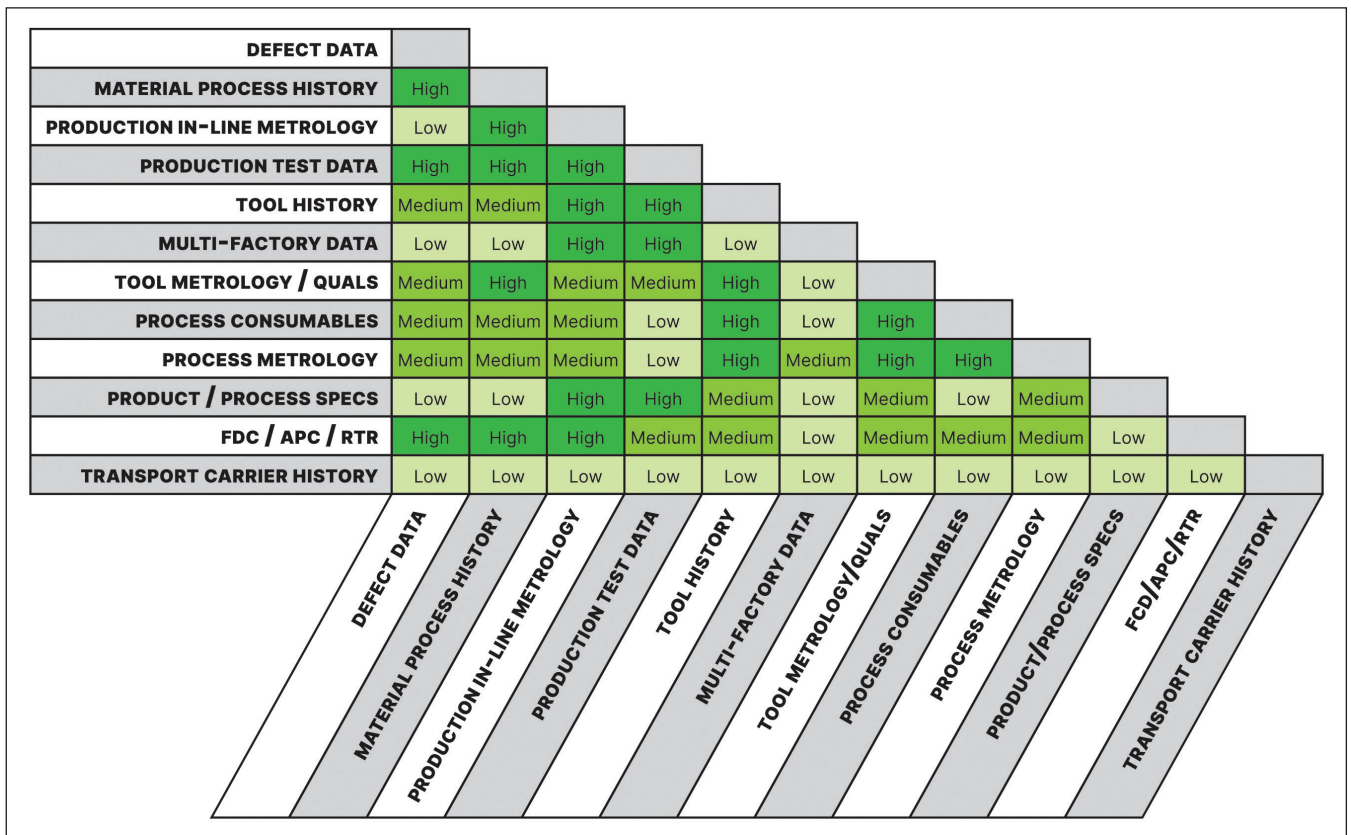 DEFECT DATA
MATERIAL PROCESS HISTORY High
PRODUCTION IN-LINE METROLOGY Low High
PRODUCTION TEST DATA High High High
TOOL HISTORY Medium Medium High High
MULTI-FACTORY DATA Low Low High High Low
TOOL METROLOGY / QUALS Medium High Medium Medium High Low
PROCESS CONSUMABLES Medium Medium Medium Low High Low High
PROCESS METROLOGY Medium Medium Medium Low High Medium High High
PRODUCT / PROCESS SPECS Low Low High High Medium Low Medium Low Medium
FDC / APC / RTR High High High Medium Medium Low Medium Medium Medium Low
TRANSPORT CARRIER HISTORY Low Low Low Low Low Low Low Low Low Low Low
DEFECT DATA
MATERIAL PROCESS HISTORY
PRODUCTION IN-LINE METROLOGY
PRODUCTION TEST DATA
TOOL HISTORY
MULTI-FACTORY DATA
TOOL METROLOGY/QUALS
PROCESS CONSUMABLES
PROCESS METROLOGY
PRODUCT/PROCESS SPECS
FCD/APC/RTR
TRANSPORT CARRIER HISTORY